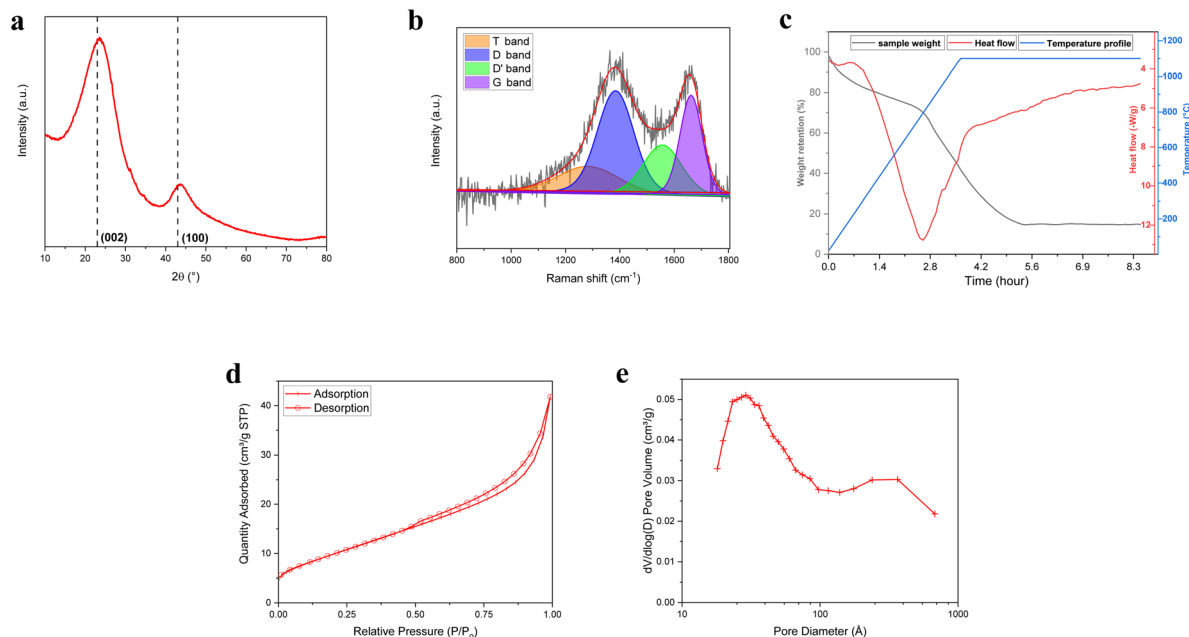 a
Intensity (a.u.)
(002)
(100)
10 20 30 40 50 60 70 80
2θ (°)
b
T band
D band
D' band
G band
Intensity (a.u.)
800 1000 1200 1400 1600 1800
Raman shift (cm⁻¹)
c
sample weight Heat flow Temperature profile
100
80
60
40
20
0
Weight retention (%)
4
6
8
10
12
Heat flow (-W/g)
1200
1000
800
600
400
200
Temperature (°C)
0.0 1.4 2.8 4.2 5.6 6.9 8.3
Time (hour)
d
Adsorption
Desorption
Quantity Adsorbed (cm³/g STP)
40
30
20
10
0
0.00 0.25 0.50 0.75 1.00
Relative Pressure (P/P₀)
e
dV/dlog(D) Pore Volume (cm³/g)
0.05
0.04
0.03
0.02
0.01
0.00
10 100 1000
Pore Diameter (Å)